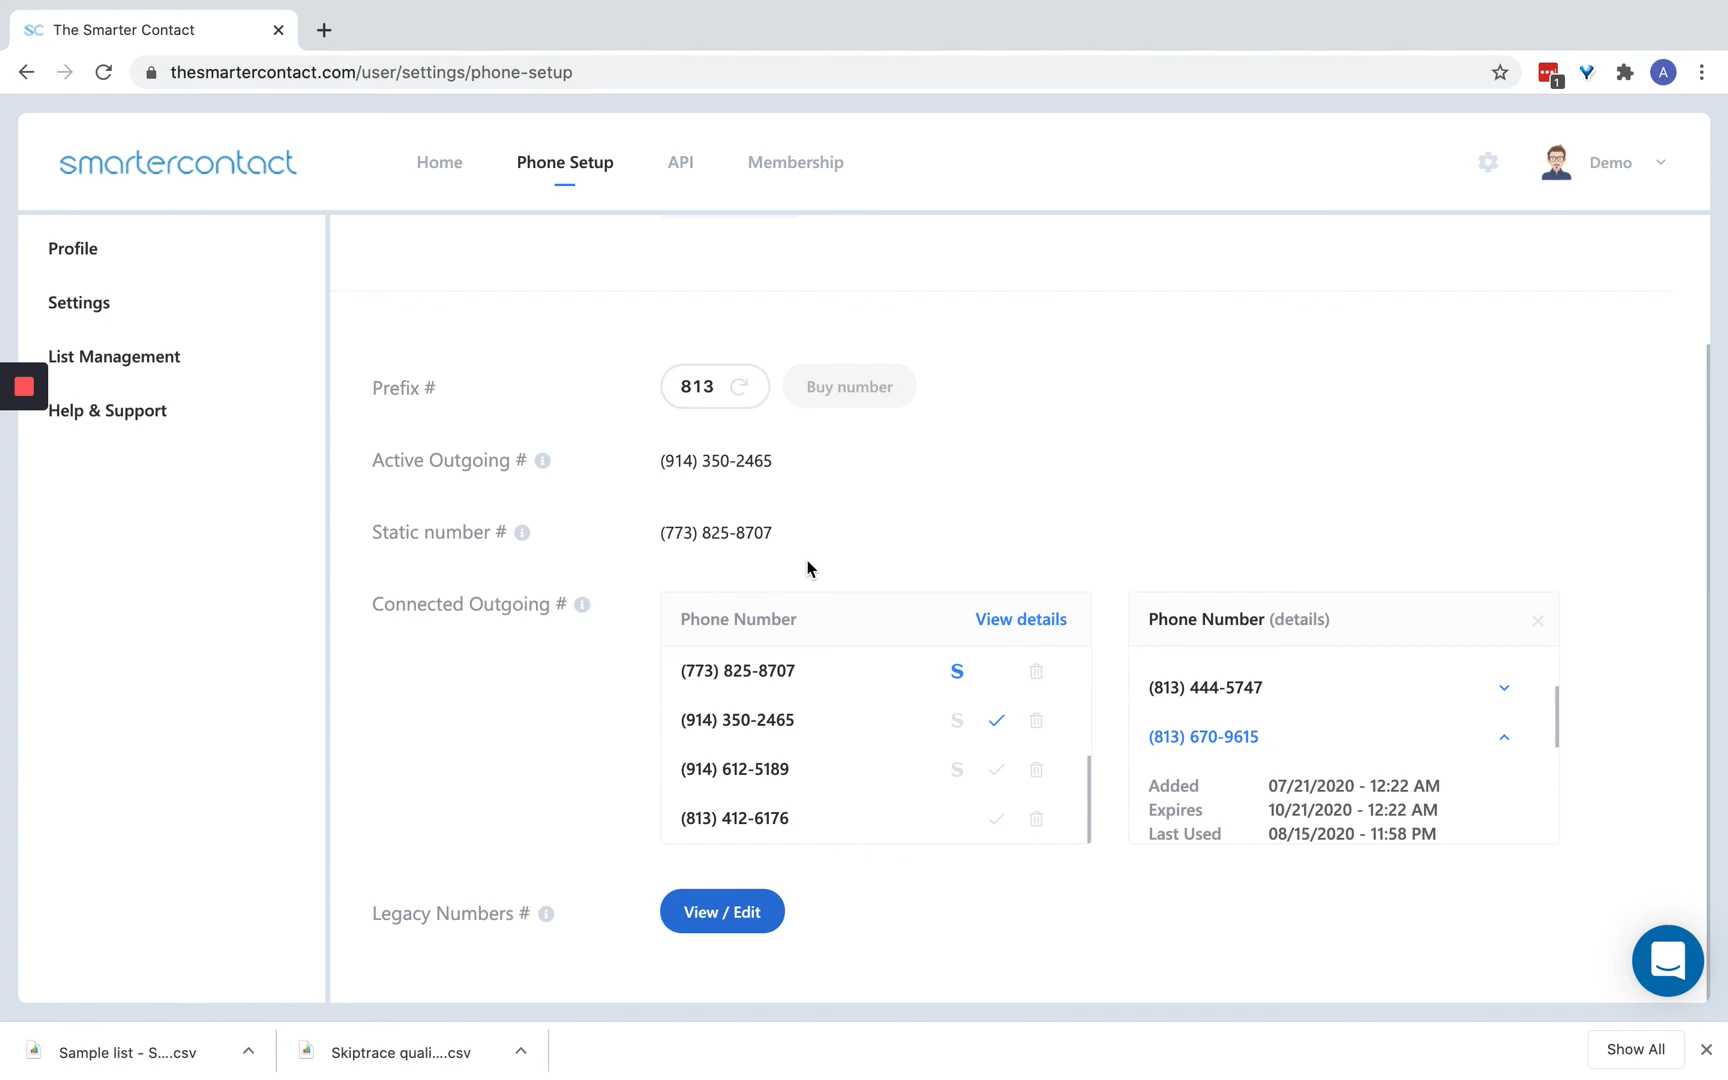 SC The Smarter Contact
thesmartercontact.com/user/settings/phone-setup
1
A
smartercontact
Home
Phone Setup
API
Membership
Demo
Profile
Settings
List Management
Help & Support
Prefix #
813
Buy number
Active Outgoing #
(914) 350-2465
Static number #
(773) 825-8707
Connected Outgoing #
Phone Number
View details
(773) 825-8707 S
(914) 350-2465 S
(914) 612-5189 S
(813) 412-6176
Phone Number (details)
(813) 444-5747
(813) 670-9615
Added 07/21/2020 - 12:22 AM
Expires 10/21/2020 - 12:22 AM
Last Used 08/15/2020 - 11:58 PM
Legacy Numbers #
View / Edit
Sample list - S....csv
Skiptrace quali....csv
Show All